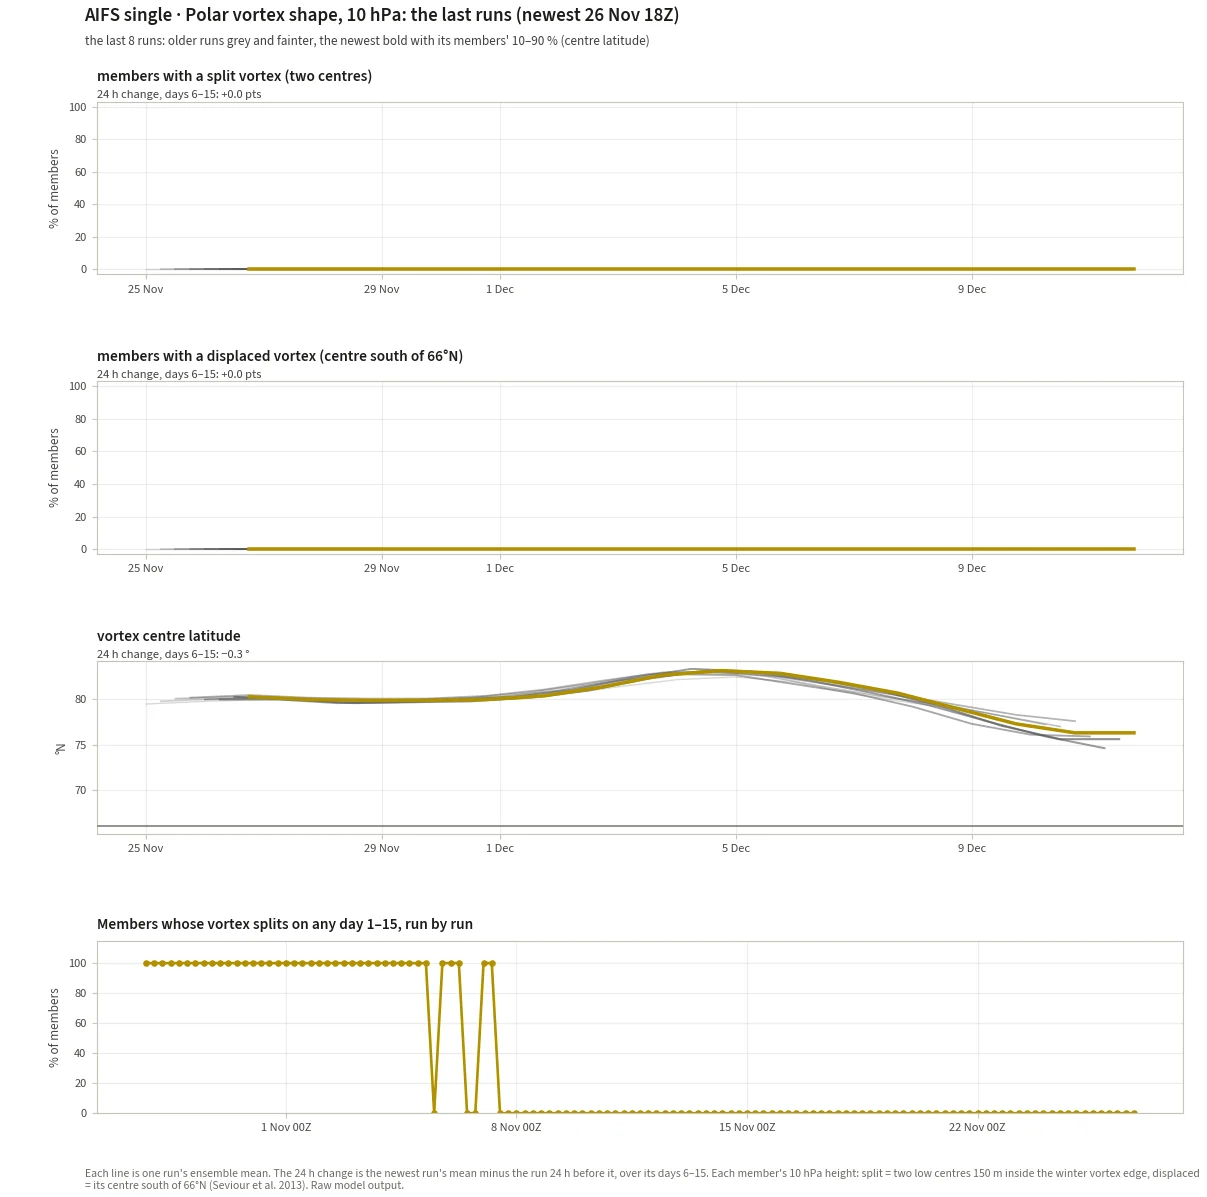 AIFS single · Polar vortex shape, 10 hPa: the last runs (newest 26 Nov 18Z)
the last 8 runs: older runs grey and fainter, the newest bold with its members' 10–90 % (centre latitude)
members with a split vortex (two centres)
24 h change, days 6–15: +0.0 pts
100
80
60
40
20
0
% of members
25 Nov
29 Nov
1 Dec
5 Dec
9 Dec
members with a displaced vortex (centre south of 66°N)
24 h change, days 6–15: +0.0 pts
100
80
60
40
20
0
% of members
25 Nov
29 Nov
1 Dec
5 Dec
9 Dec
vortex centre latitude
24 h change, days 6–15: −0.3 °
80
75
70
°N
25 Nov
29 Nov
1 Dec
5 Dec
9 Dec
Members whose vortex splits on any day 1–15, run by run
100
80
60
40
20
0
% of members
1 Nov 00Z
8 Nov 00Z
15 Nov 00Z
22 Nov 00Z
Each line is one run's ensemble mean. The 24 h change is the newest run's mean minus the run 24 h before it, over its days 6–15. Each member's 10 hPa height: split = two low centres 150 m inside the winter vortex edge, displaced
= its centre south of 66°N (Seviour et al. 2013). Raw model output.